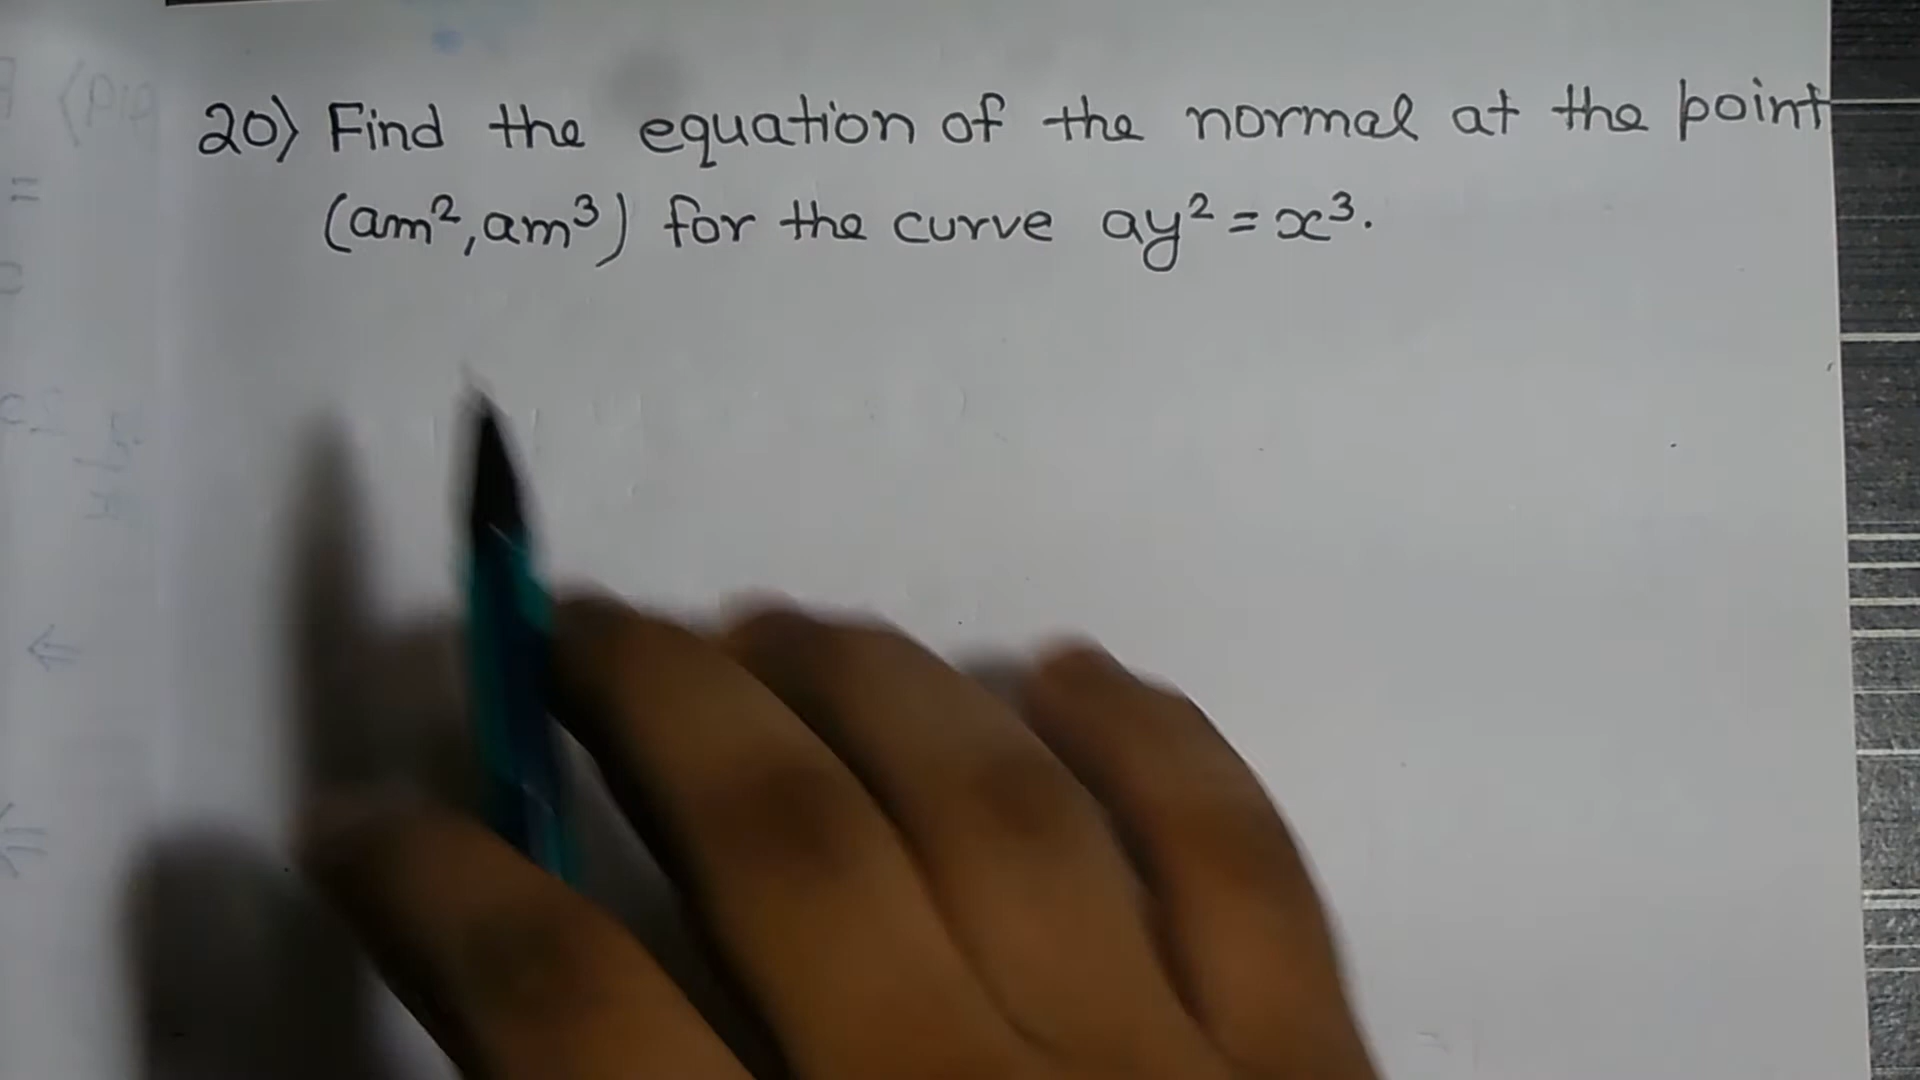 20) Find the equation of the normal at the point
(am², am³) for the curve ay² = x³.